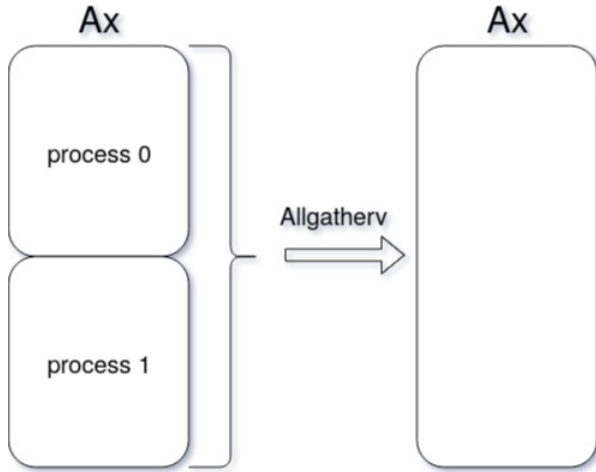 Ax
Ax
process 0
Allgatherv
process 1